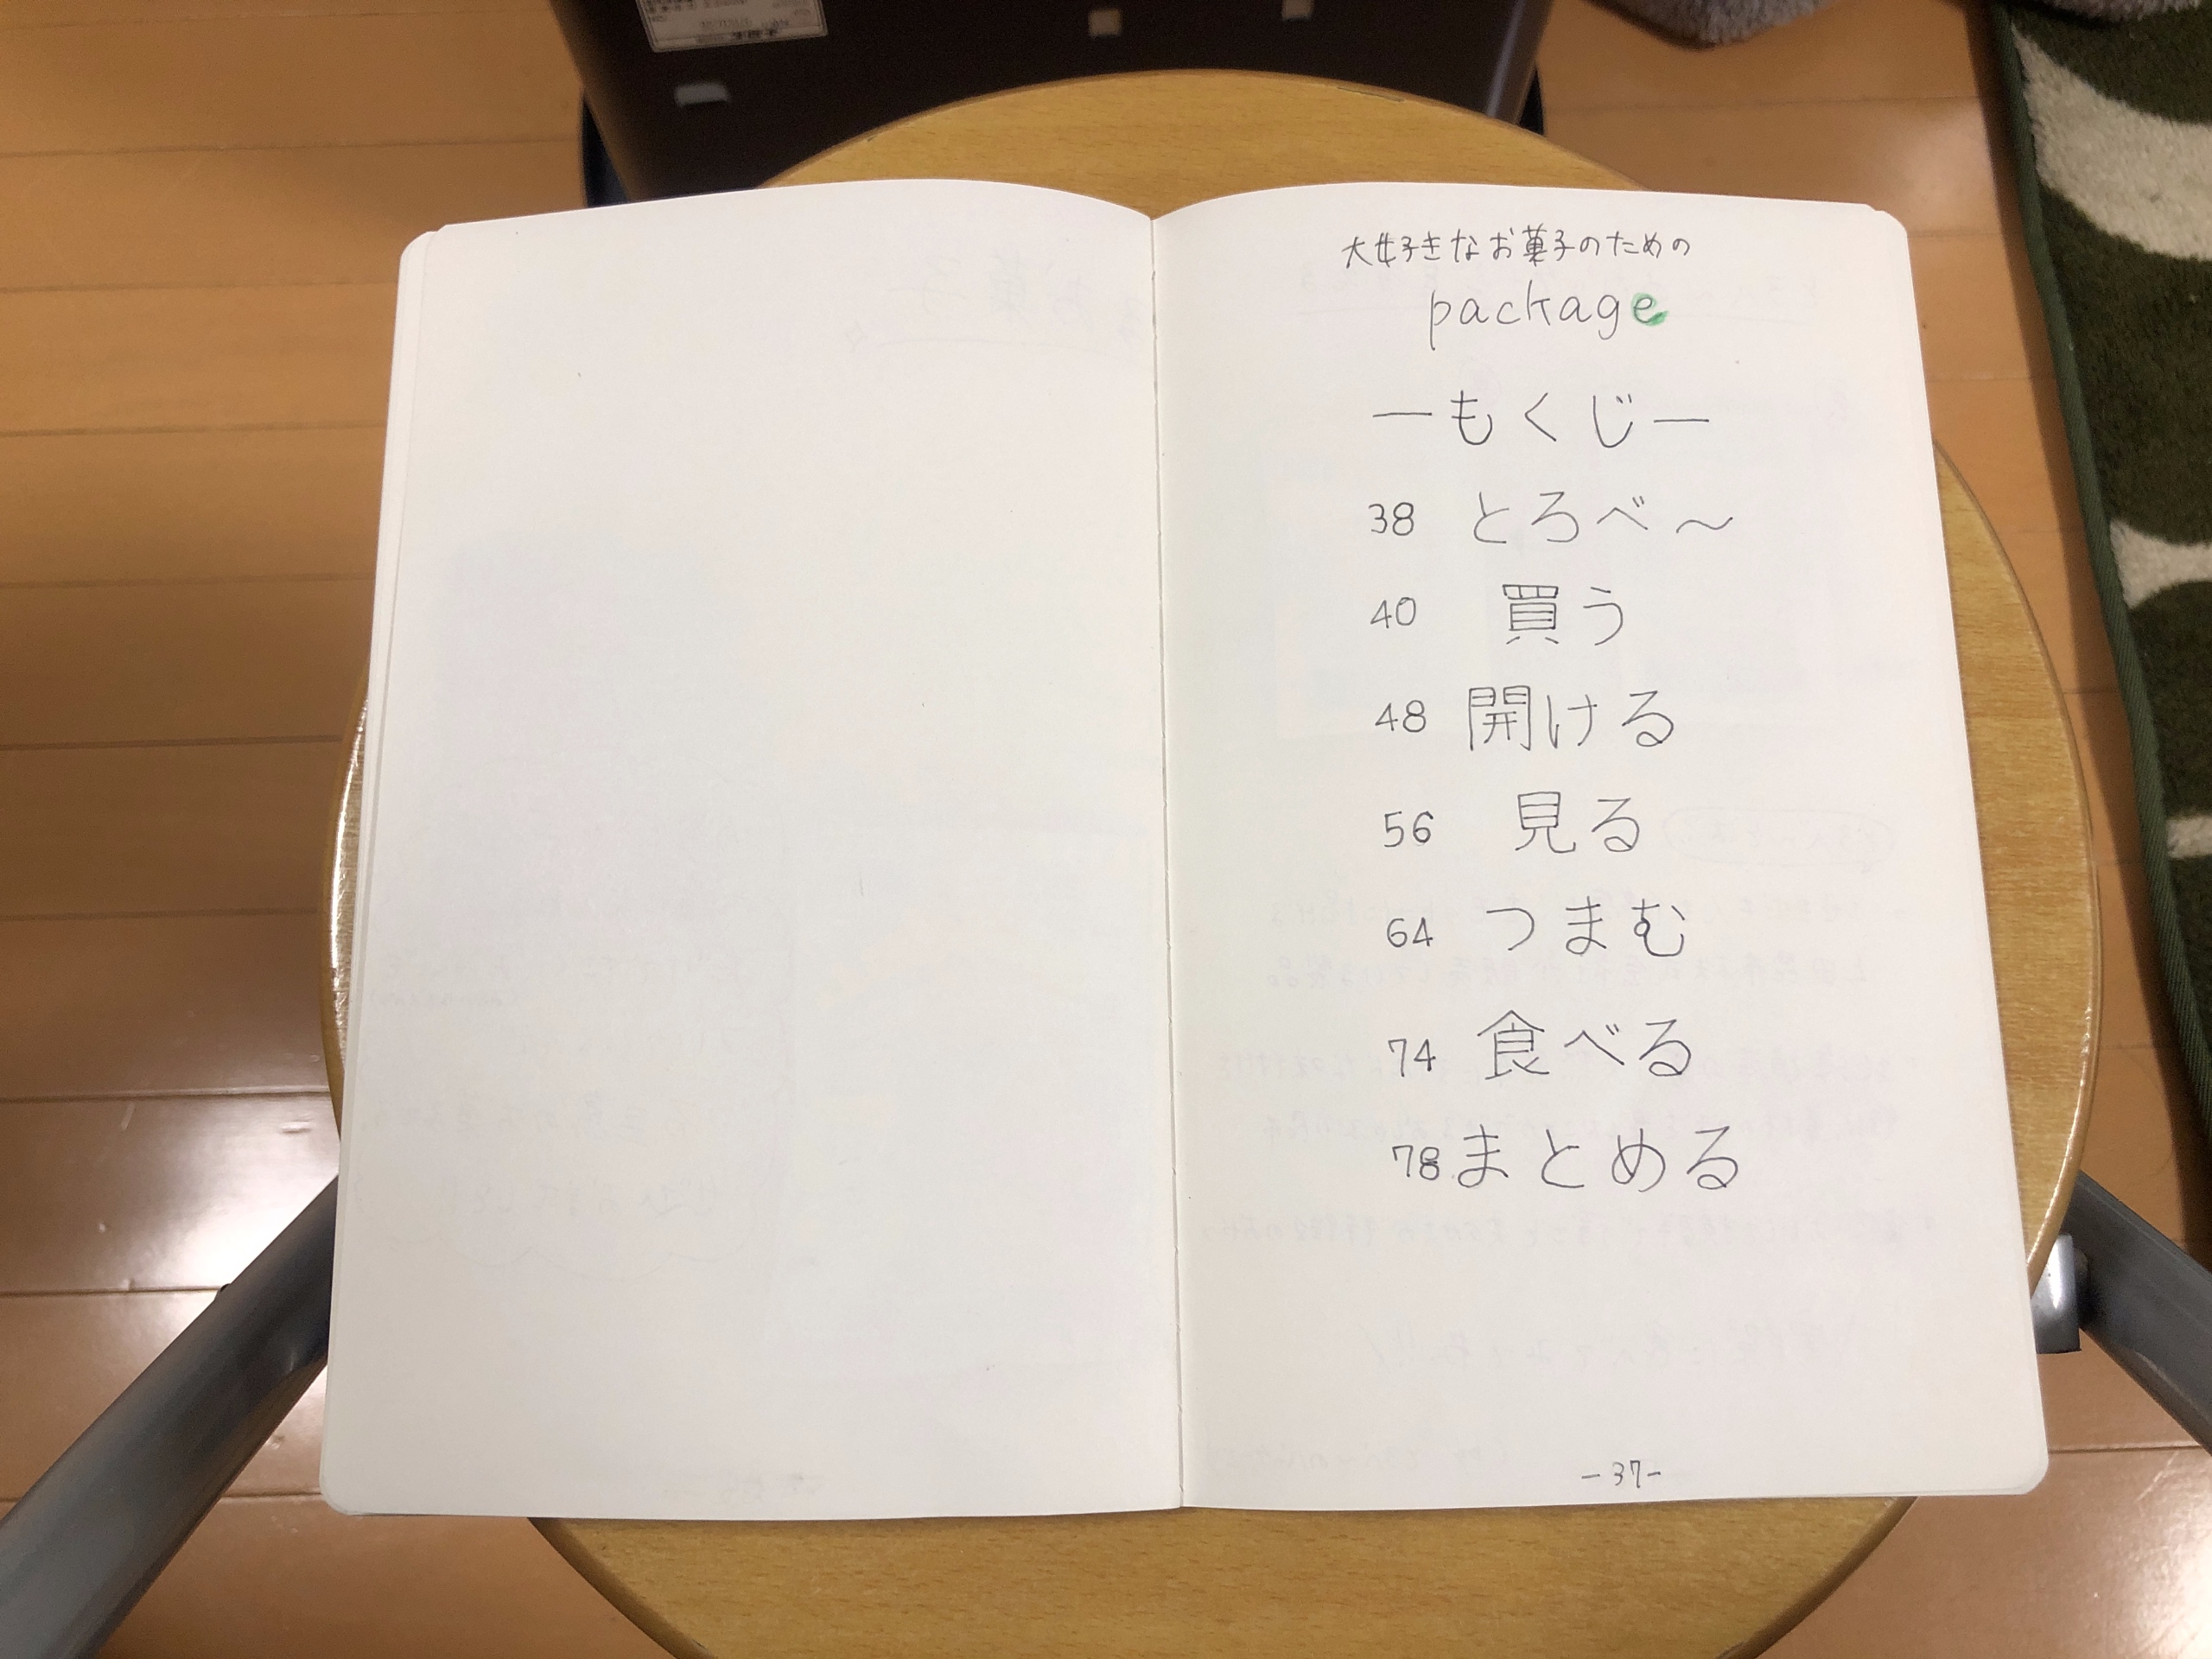 大好きなお菓子のための
package
ーもくじー
38 とろべ～
40 買う
48 開ける
56 見る
64 つまむ
74 食べる
78 まとめる
- 37 -